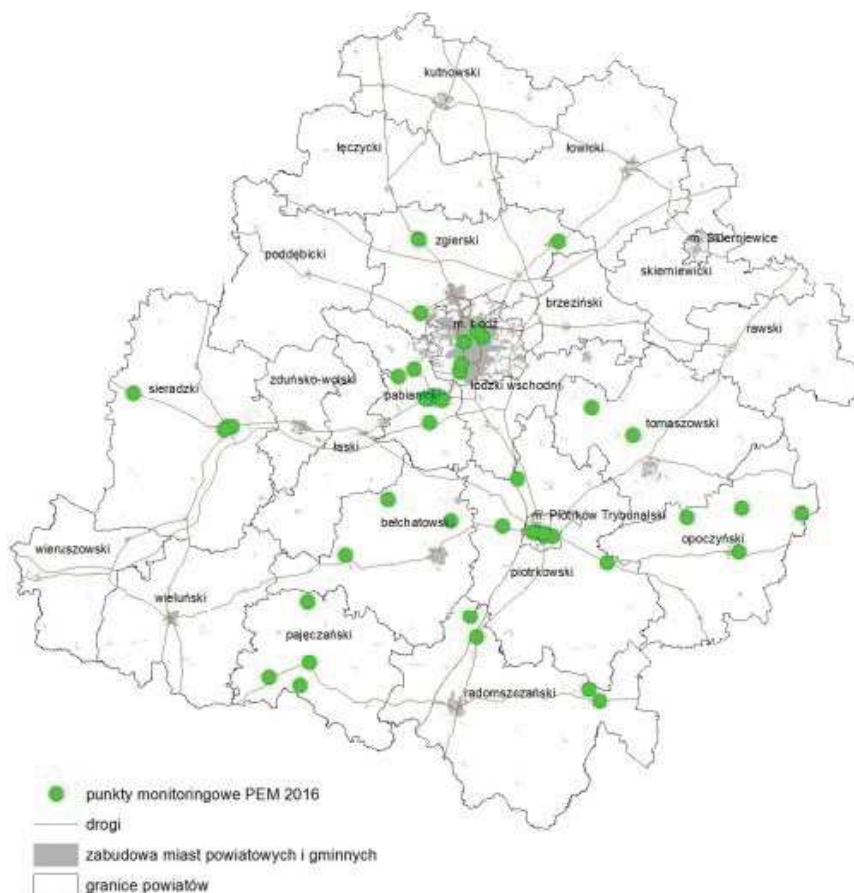 kutnowski
łęczycki
łowicki
zgierski
m. Skierniewice
poddębicki
skierniewicki
brzeziński
m. Łódź
rawski
sieradzki
zduńsko-wolski
łódzki wschodni
pabianicki
tomaszowski
łaski
bełchatowski
m. Piotrków Trybunalski
opoczyński
wieruszowski
piotrkowski
wieluński
pajęczański
radomszczański
punkty monitoringowe PEM 2016
drogi
zabudowa miast powiatowych i gminnych
granice powiatów